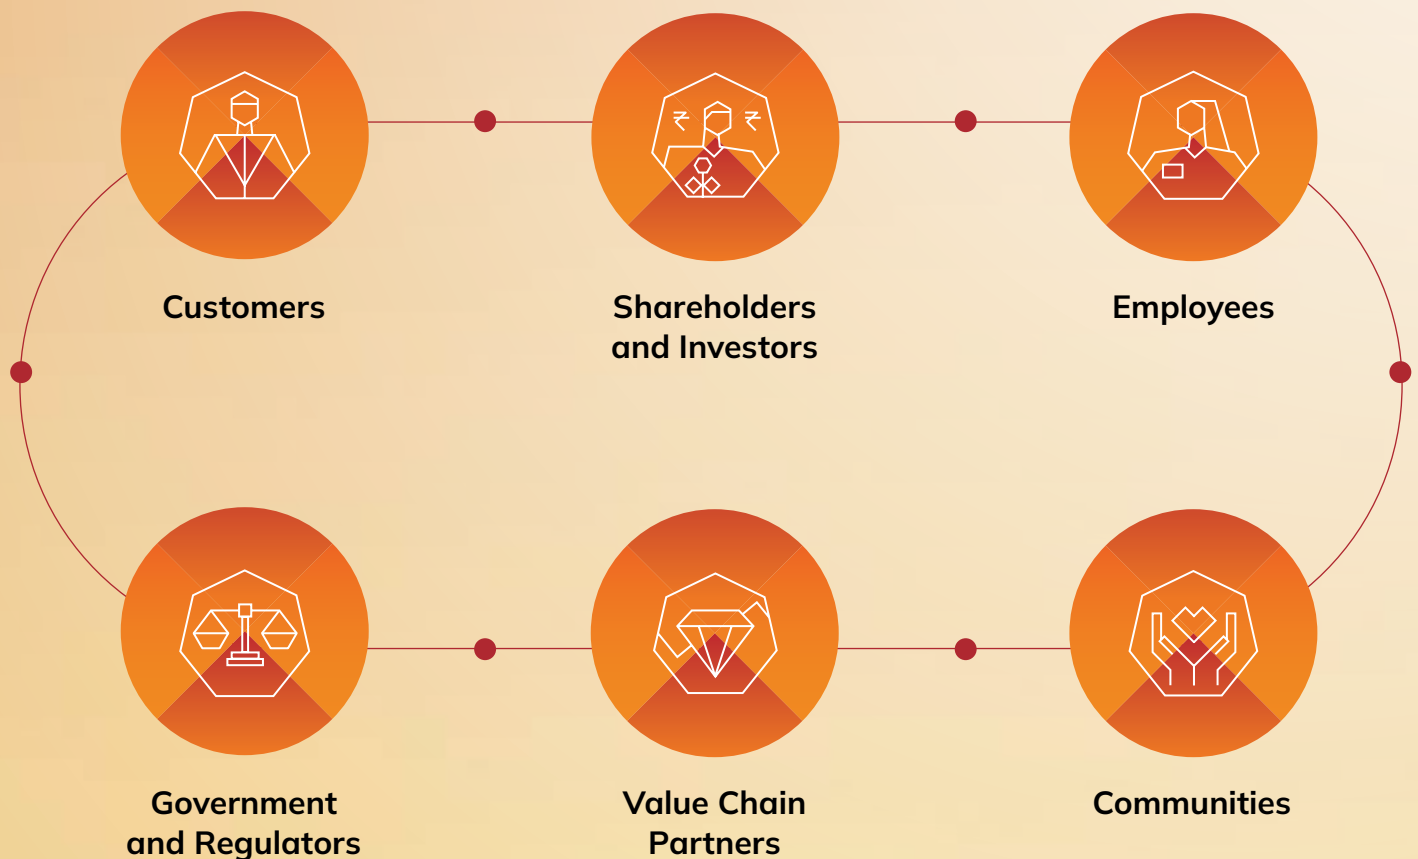 Customers
Shareholders
and Investors
Employees
Government
and Regulators
Value Chain
Partners
Communities